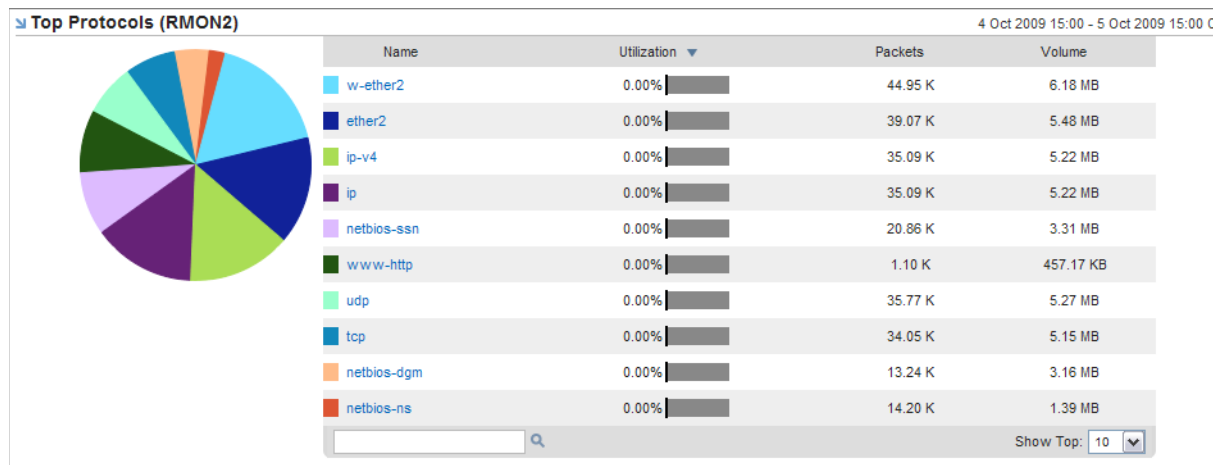 Top Protocols (RMON2) 4 Oct 2009 15:00 - 5 Oct 2009 15:00
Name Utilization Packets Volume
w-ether2 0.00% 44.95 K 6.18 MB
ether2 0.00% 39.07 K 5.48 MB
ip-v4 0.00% 35.09 K 5.22 MB
ip 0.00% 35.09 K 5.22 MB
netbios-ssn 0.00% 20.86 K 3.31 MB
www-http 0.00% 1.10 K 457.17 KB
udp 0.00% 35.77 K 5.27 MB
tcp 0.00% 34.05 K 5.15 MB
netbios-dgm 0.00% 13.24 K 3.16 MB
netbios-ns 0.00% 14.20 K 1.39 MB
Show Top: 10